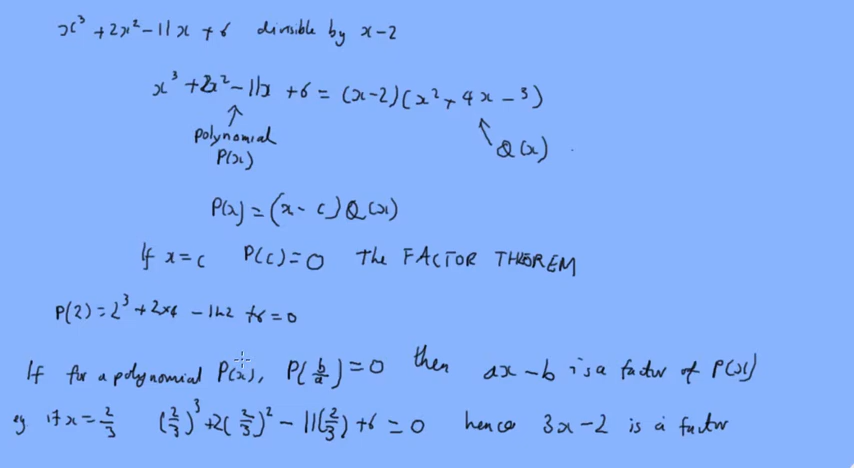 x³ + 2x² - 11x + 6 divisible by x-2
x³ + 2x² - 11x + 6 = (x-2)(x² + 4x - 3)
polynomial
P(x)
Q(x)
P(x) = (x - c) Q(x)
If x = c P(c) = 0 the FACTOR THEOREM
P(2) = 2³ + 2×4 - 11×2 + 6 = 0
If for a polynomial P(x), P(b/a) = 0 then ax - b is a factor of P(x)
eg if x = 2/3 (2/3)³ + 2(2/3)² - 11(2/3) + 6 = 0 hence 3x - 2 is a factor